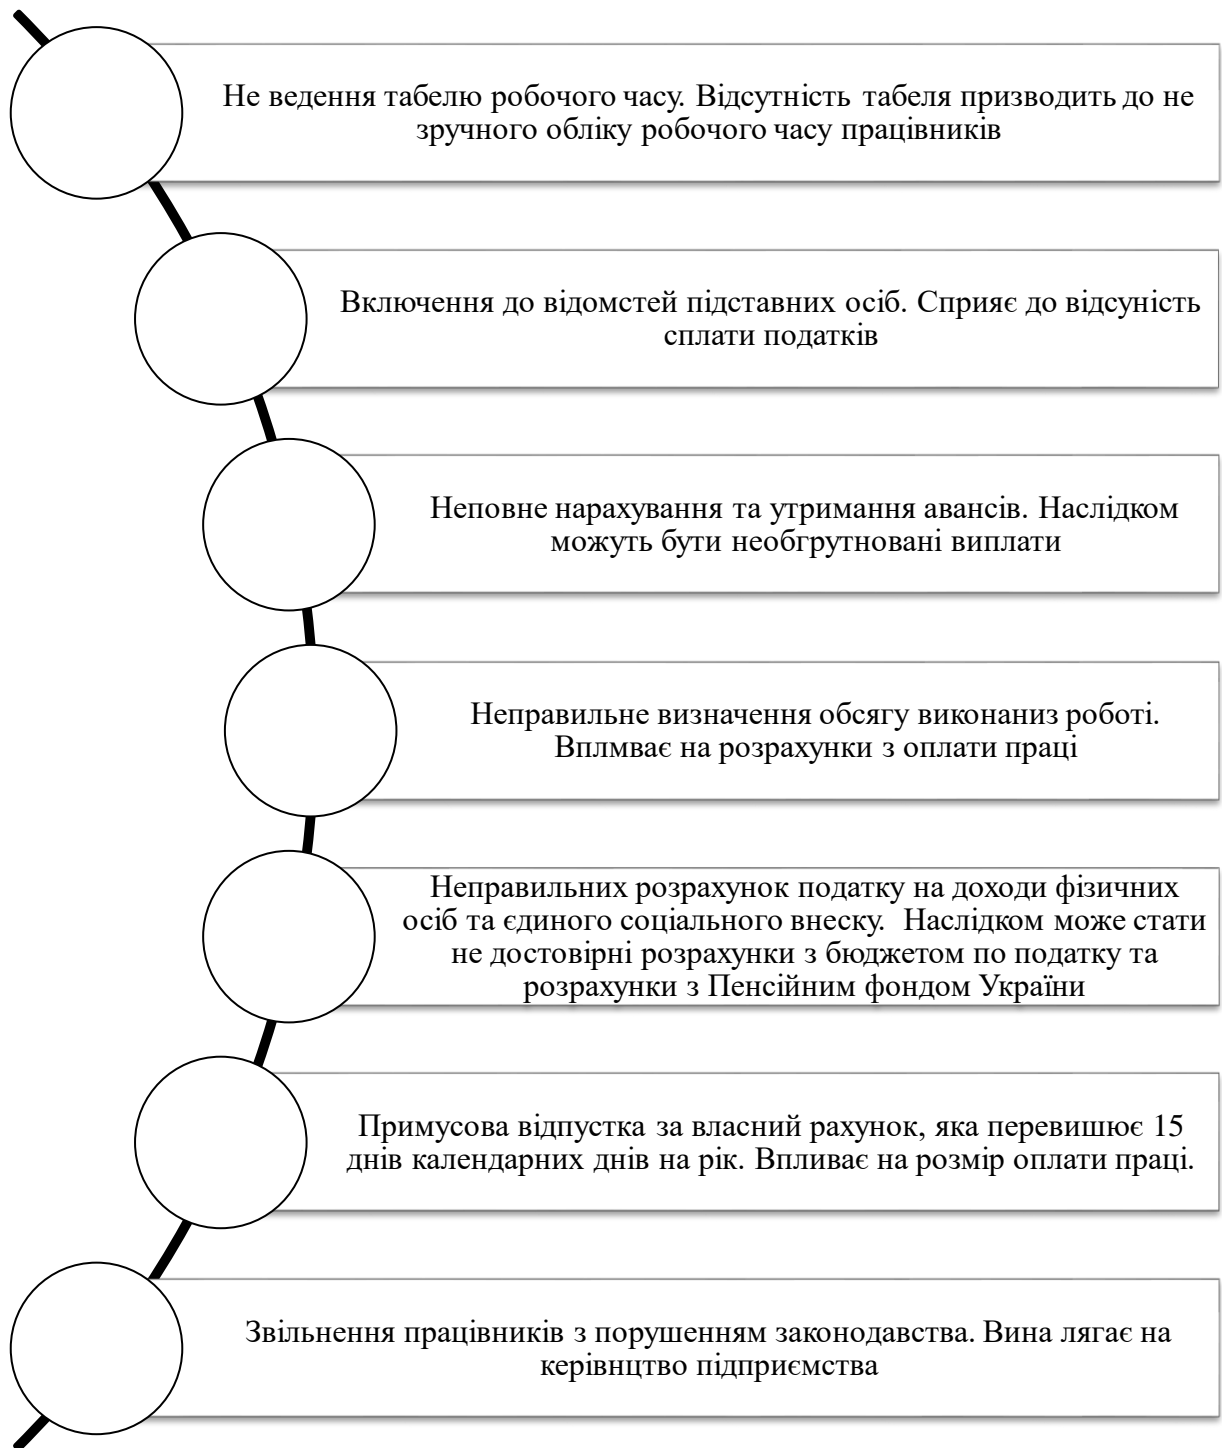 Не ведення табелю робочого часу. Відсутність табеля призводить до не
зручного обліку робочого часу працівників
Включення до відомстей підставних осіб. Сприяє до відсуність
сплати податків
Неповне нарахування та утримання авансів. Наслідком
можуть бути необгрутновані виплати
Неправильне визначення обсягу виконаниз роботі.
Вплмває на розрахунки з оплати праці
Неправильних розрахунок податку на доходи фізичних
осіб та єдиного соціального внеску.  Наслідком може стати
не достовірні розрахунки з бюджетом по податку та
розрахунки з Пенсійним фондом України
Примусова відпустка за власний рахунок, яка перевишює 15
днів календарних днів на рік. Впливає на розмір оплати праці.
Звільнення працівників з порушенням законодавства. Вина лягає на
керівнцтво підприємства